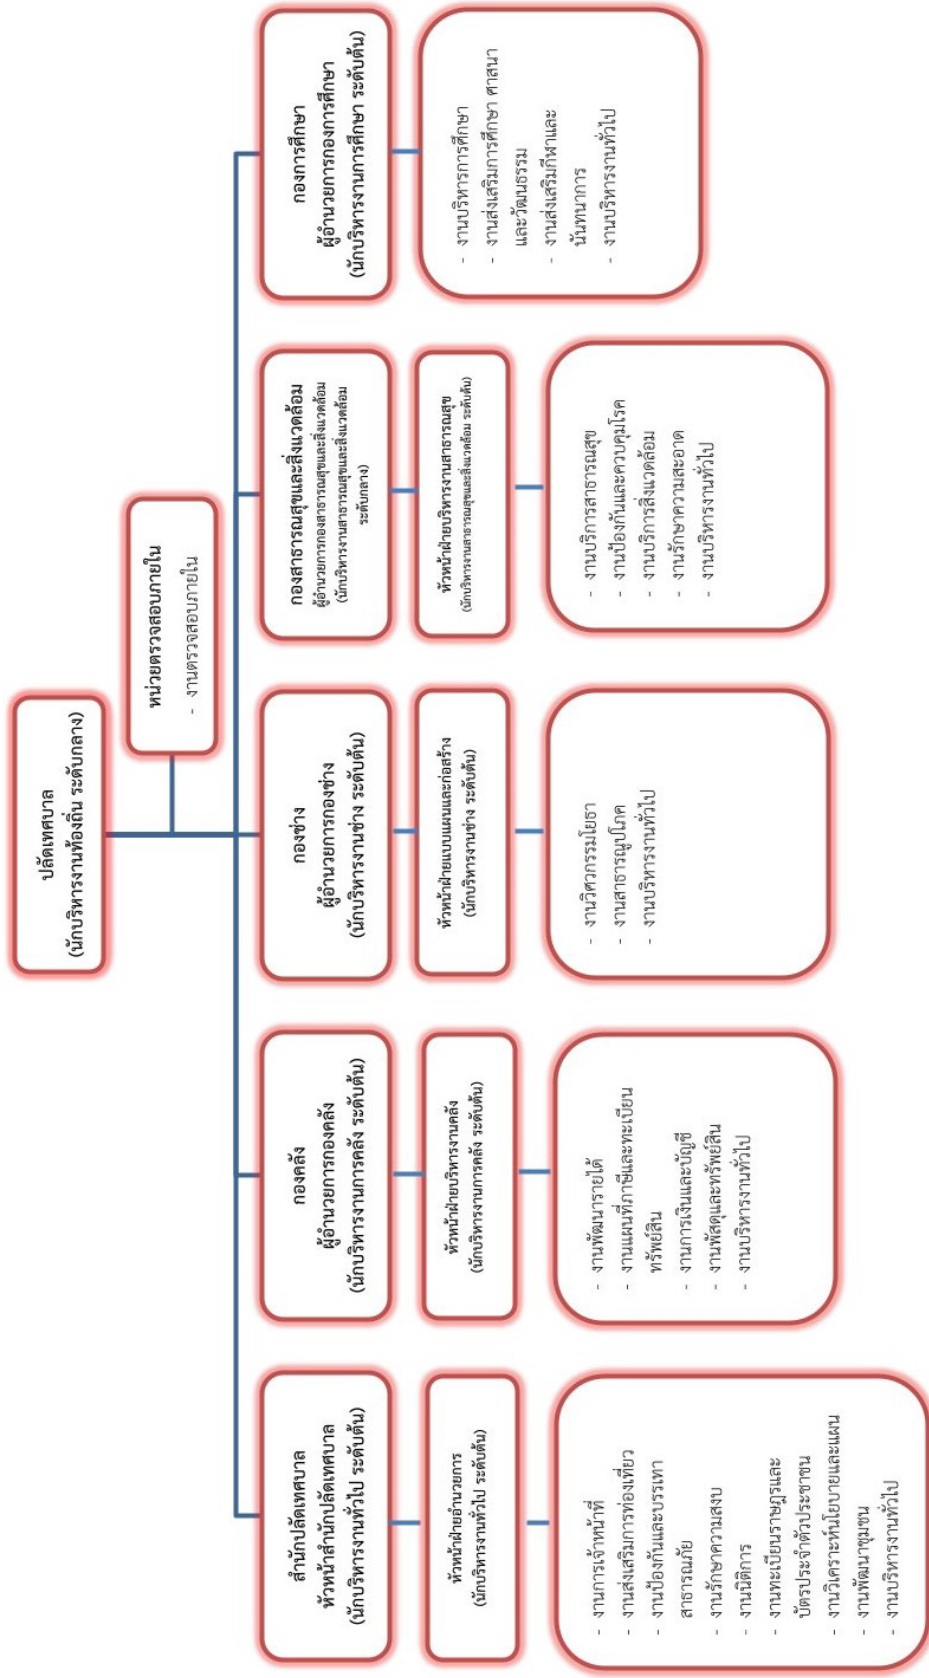 ปลัดเทศบาล
(นักบริหารงานท้องถิ่น ระดับกลาง)
หน่วยตรวจสอบภายใน
- งานตรวจสอบภายใน
สำนักปลัดเทศบาล
หัวหน้าสำนักปลัดเทศบาล
(นักบริหารงานทั่วไป ระดับต้น)
หัวหน้าฝ่ายอำนวยการ
(นักบริหารงานทั่วไป ระดับต้น)
- งานการเจ้าหน้าที่
- งานส่งเสริมการท่องเที่ยว
- งานป้องกันและบรรเทา
สาธารณภัย
- งานรักษาความสงบ
- งานนิติการ
- งานทะเบียนราษฎรและ
บัตรประจำตัวประชาชน
- งานวิเคราะห์นโยบายและแผน
- งานพัฒนาชุมชน
- งานบริหารงานทั่วไป
กองคลัง
ผู้อำนวยการกองคลัง
(นักบริหารงานการคลัง ระดับต้น)
หัวหน้าฝ่ายบริหารงานคลัง
(นักบริหารงานการคลัง ระดับต้น)
- งานพัฒนารายได้
- งานแผนที่ภาษีและทะเบียน
ทรัพย์สิน
- งานการเงินและบัญชี
- งานพัสดุและทรัพย์สิน
- งานบริหารงานทั่วไป
กองช่าง
ผู้อำนวยการกองช่าง
(นักบริหารงานช่าง ระดับต้น)
หัวหน้าฝ่ายแบบแผนและก่อสร้าง
(นักบริหารงานช่าง ระดับต้น)
- งานวิศวกรรมโยธา
- งานสาธารณูปโภค
- งานบริหารงานทั่วไป
กองสาธารณสุขและสิ่งแวดล้อม
ผู้อำนวยการกองสาธารณสุขและสิ่งแวดล้อม
(นักบริหารงานสาธารณสุขและสิ่งแวดล้อม
ระดับกลาง)
หัวหน้าฝ่ายบริหารงานสาธารณสุข
(นักบริหารงานสาธารณสุขและสิ่งแวดล้อม ระดับต้น)
- งานบริการสาธารณสุข
- งานป้องกันและควบคุมโรค
- งานบริการสิ่งแวดล้อม
- งานรักษาความสะอาด
- งานบริหารงานทั่วไป
กองการศึกษา
ผู้อำนวยการกองการศึกษา
(นักบริหารงานการศึกษา ระดับต้น)
- งานบริหารการศึกษา
- งานส่งเสริมการศึกษา ศาสนา
และวัฒนธรรม
- งานส่งเสริมกีฬาและ
นันทนาการ
- งานบริหารงานทั่วไป